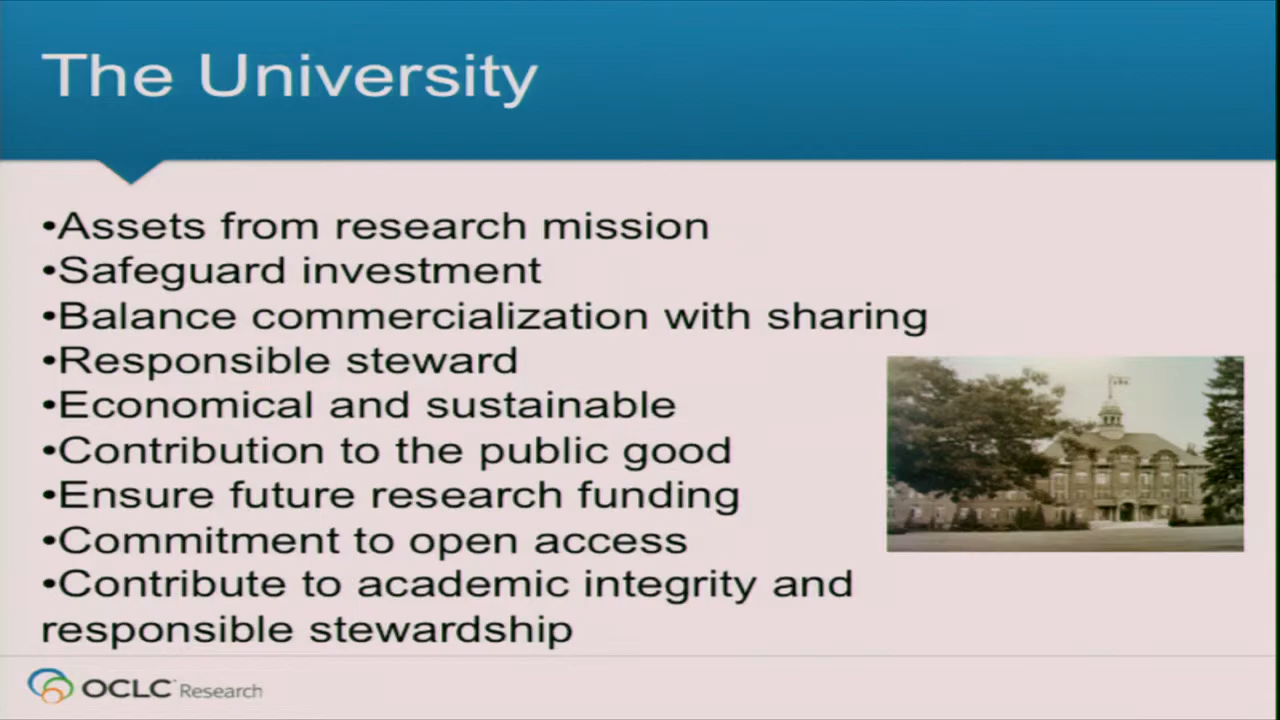 The University
•Assets from research mission
•Safeguard investment
•Balance commercialization with sharing
•Responsible steward
•Economical and sustainable
•Contribution to the public good
•Ensure future research funding
•Commitment to open access
•Contribute to academic integrity and
responsible stewardship
OCLC Research